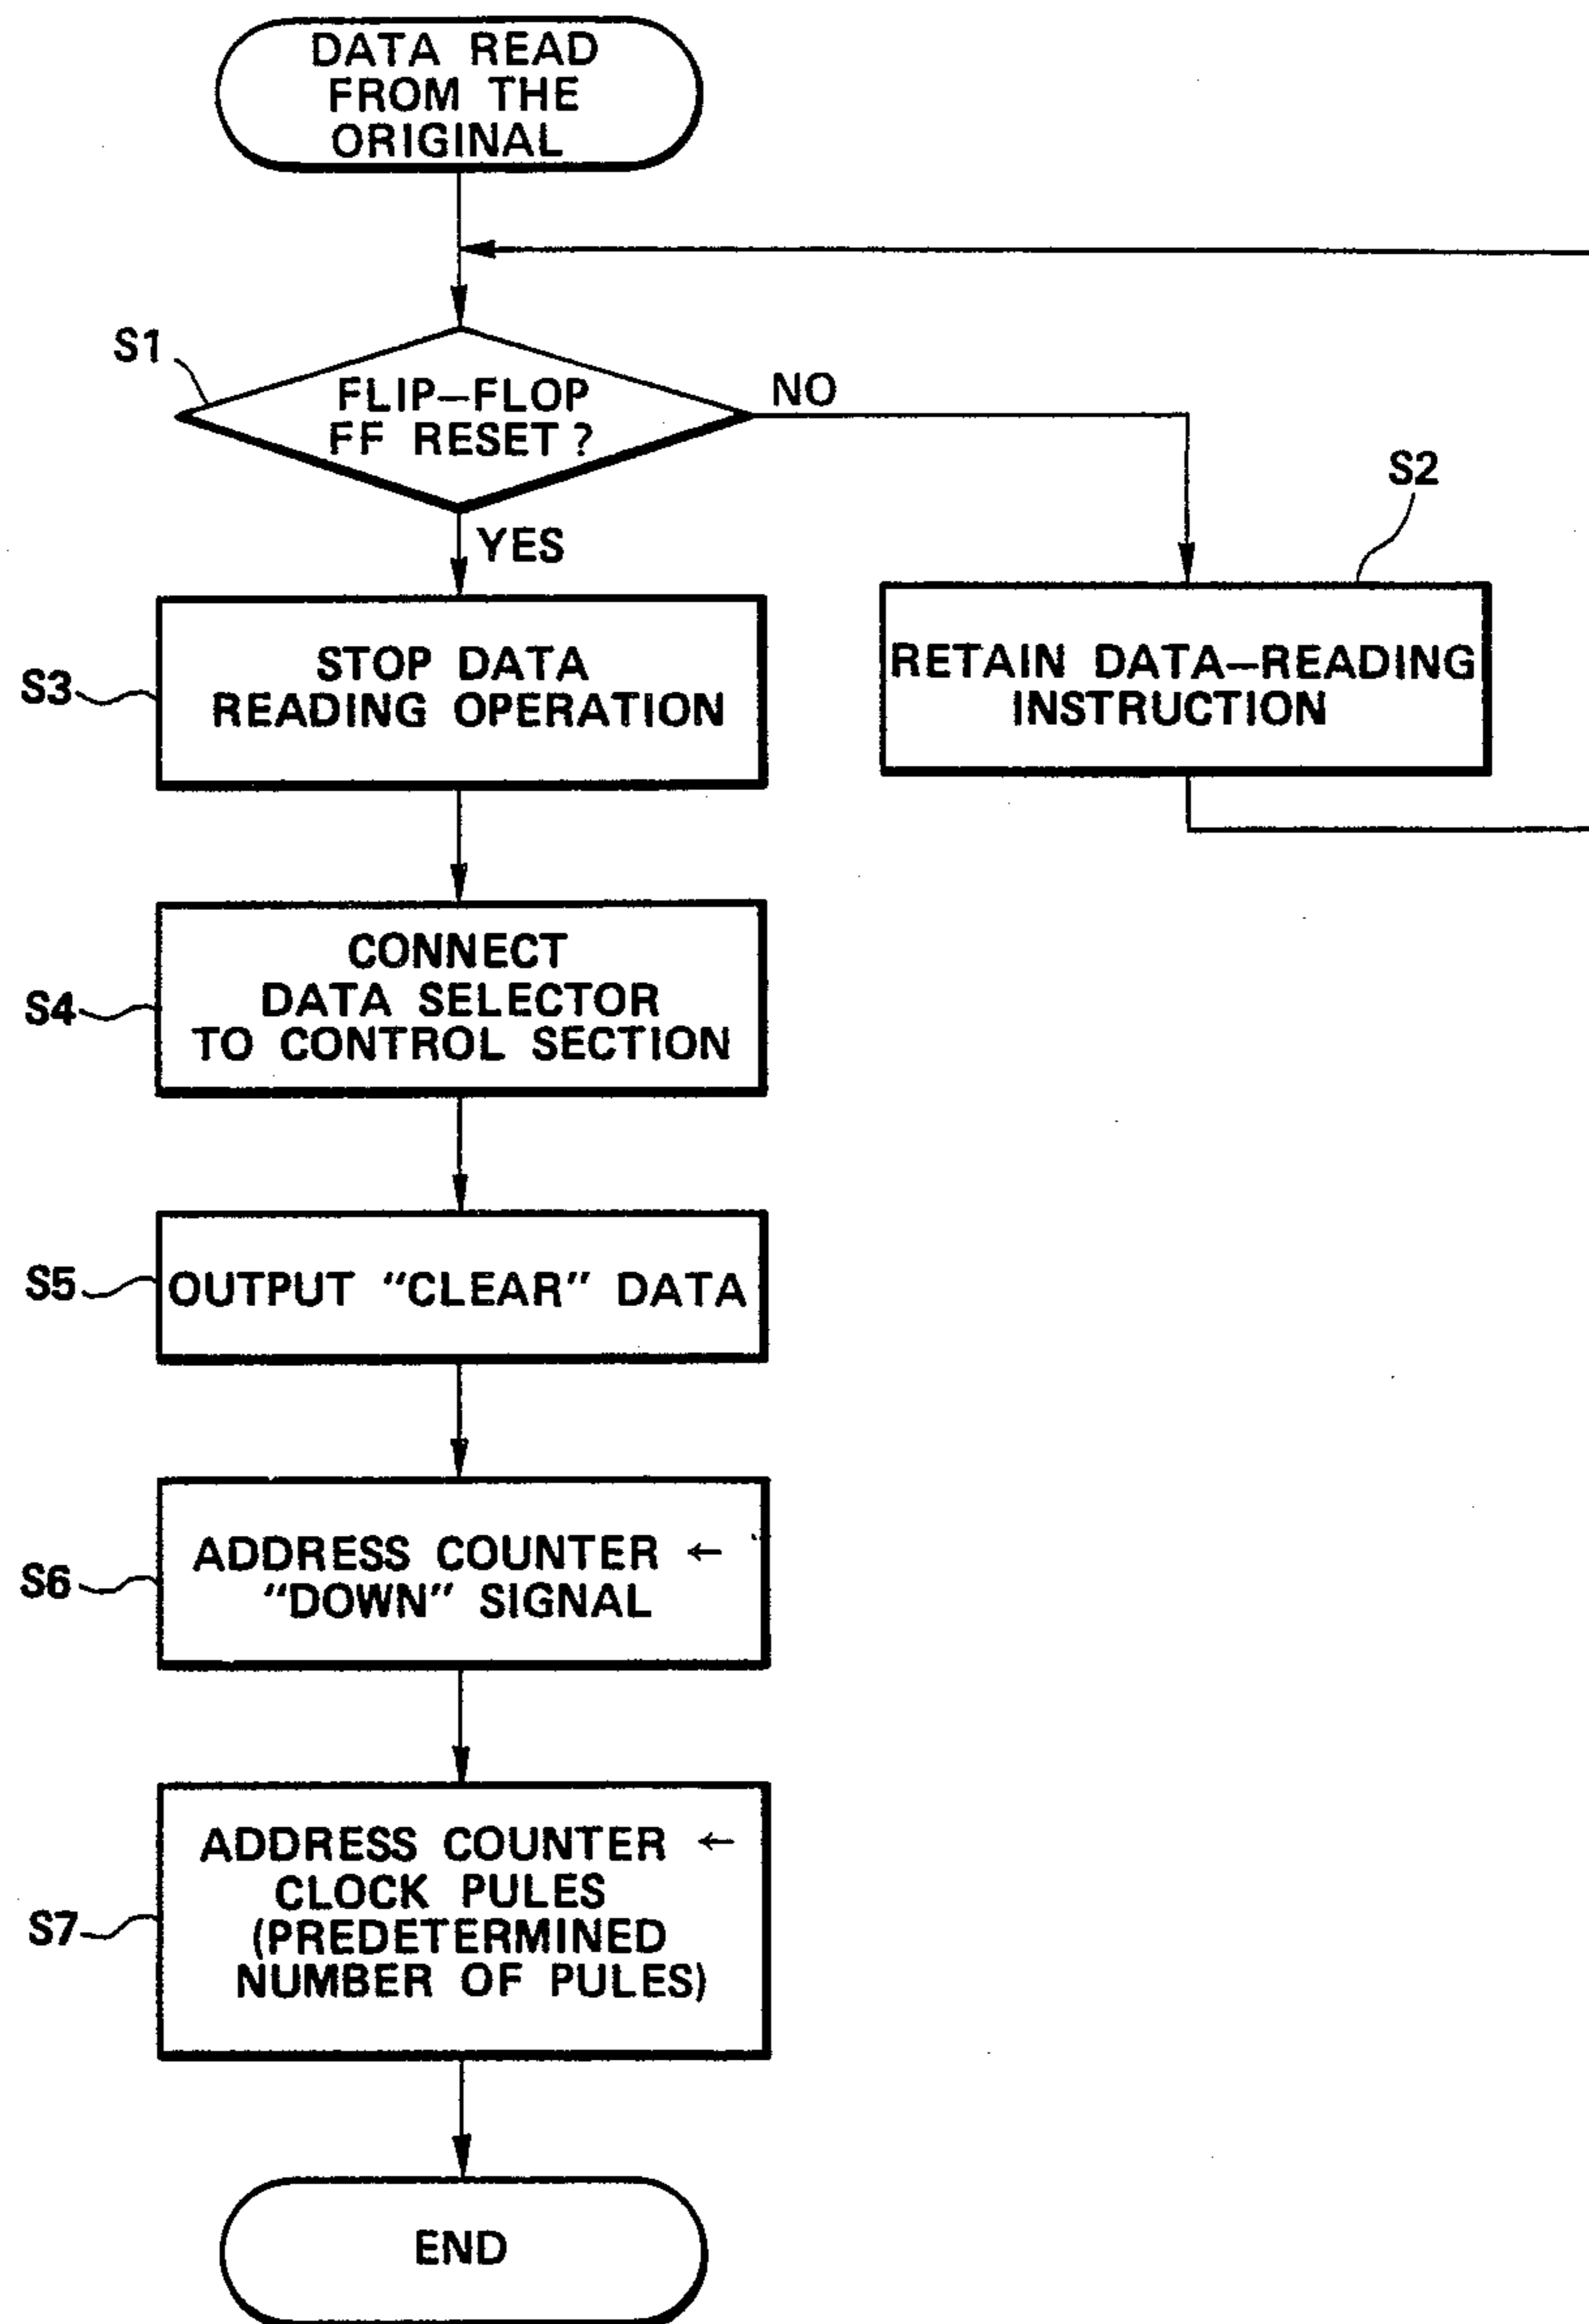 DATA READ
FROM THE
ORIGINAL
S1
FLIP–FLOP
FF RESET ?
NO
YES
S2
RETAIN DATA–READING
INSTRUCTION
S3
STOP DATA
READING OPERATION
S4
CONNECT
DATA SELECTOR
TO CONTROL SECTION
S5
OUTPUT “CLEAR” DATA
S6
ADDRESS COUNTER ←
“DOWN” SIGNAL
S7
ADDRESS COUNTER ←
CLOCK PULES
(PREDETERMINED
NUMBER OF PULES)
END